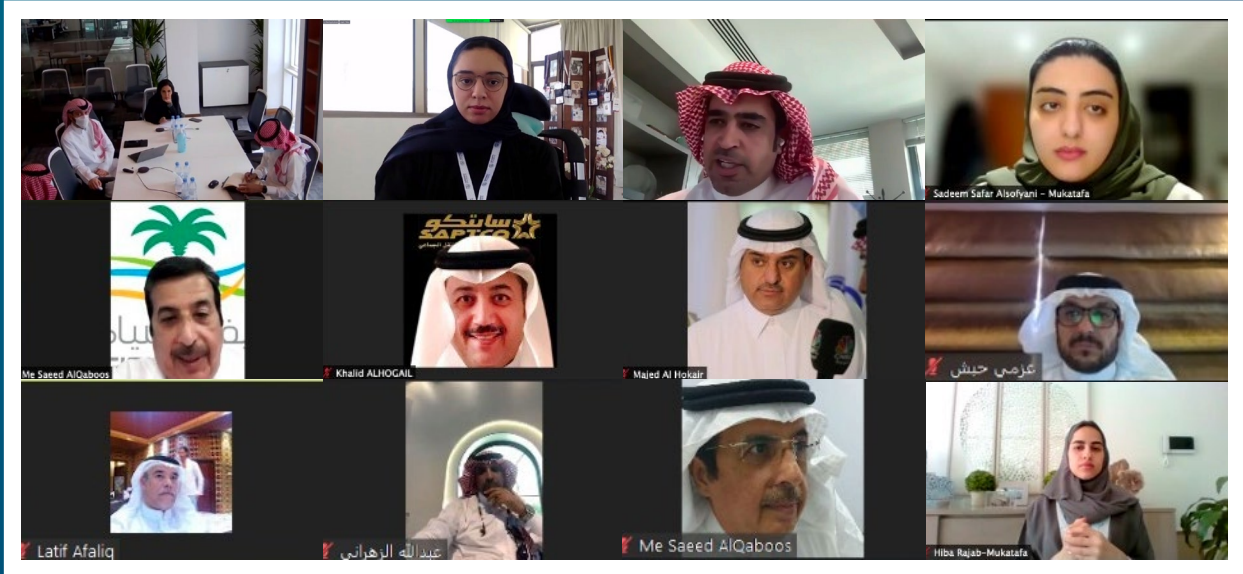 Sadeem Safar Alsofyani - Mukatafa
Me Saeed AlQaboos
سابتكو
SAPTCO
Khalid ALHOGAIL
Majed Al Hokair
عزمي حبش
Latif Afaliq
عبدالله الزهراني
Me Saeed AlQaboos
Hiba Rajab-Mukatafa